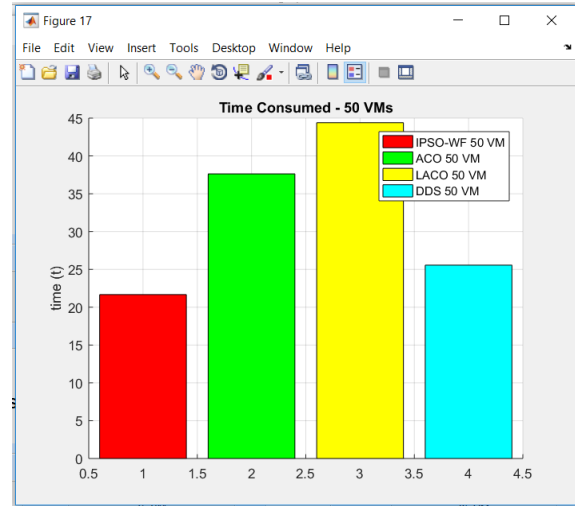 Figure 17
File Edit View Insert Tools Desktop Window Help
Time Consumed - 50 VMs
45
40
35
30
25
20
15
10
5
0
time (t)
IPSO-WF 50 VM
ACO 50 VM
LACO 50 VM
DDS 50 VM
0.5 1 1.5 2 2.5 3 3.5 4 4.5